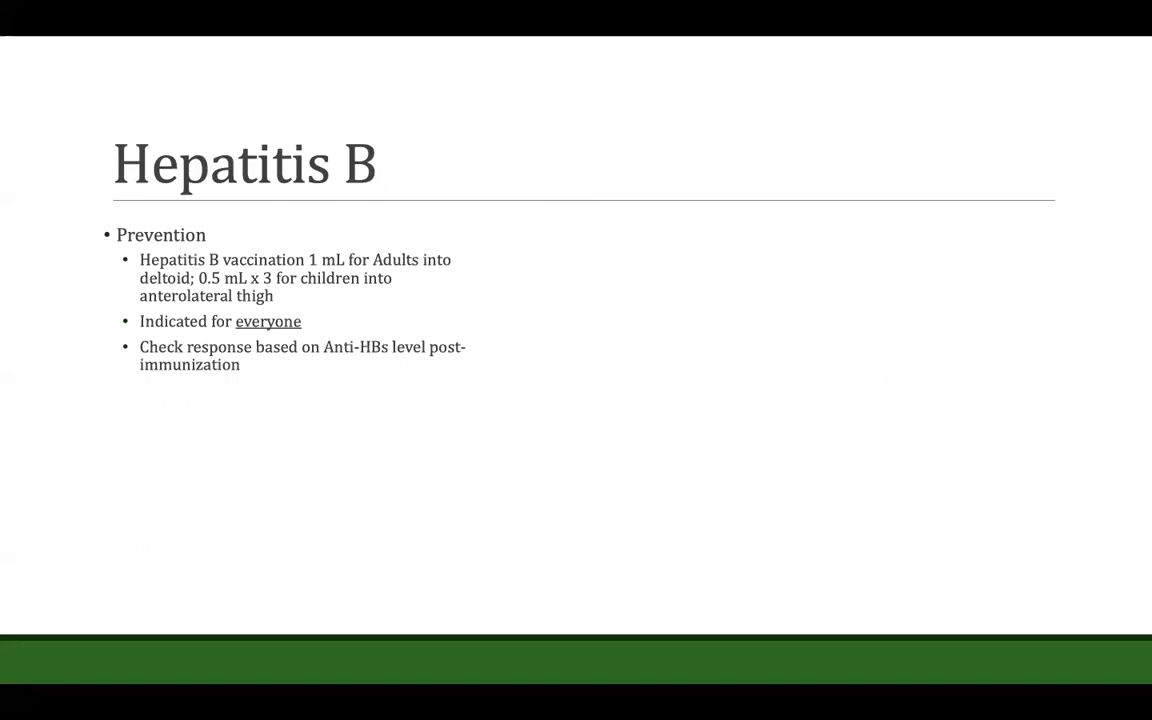 Hepatitis B
• Prevention
• Hepatitis B vaccination 1 mL for Adults into
deltoid; 0.5 mL x 3 for children into
anterolateral thigh
• Indicated for everyone
• Check response based on Anti-HBs level post-
immunization